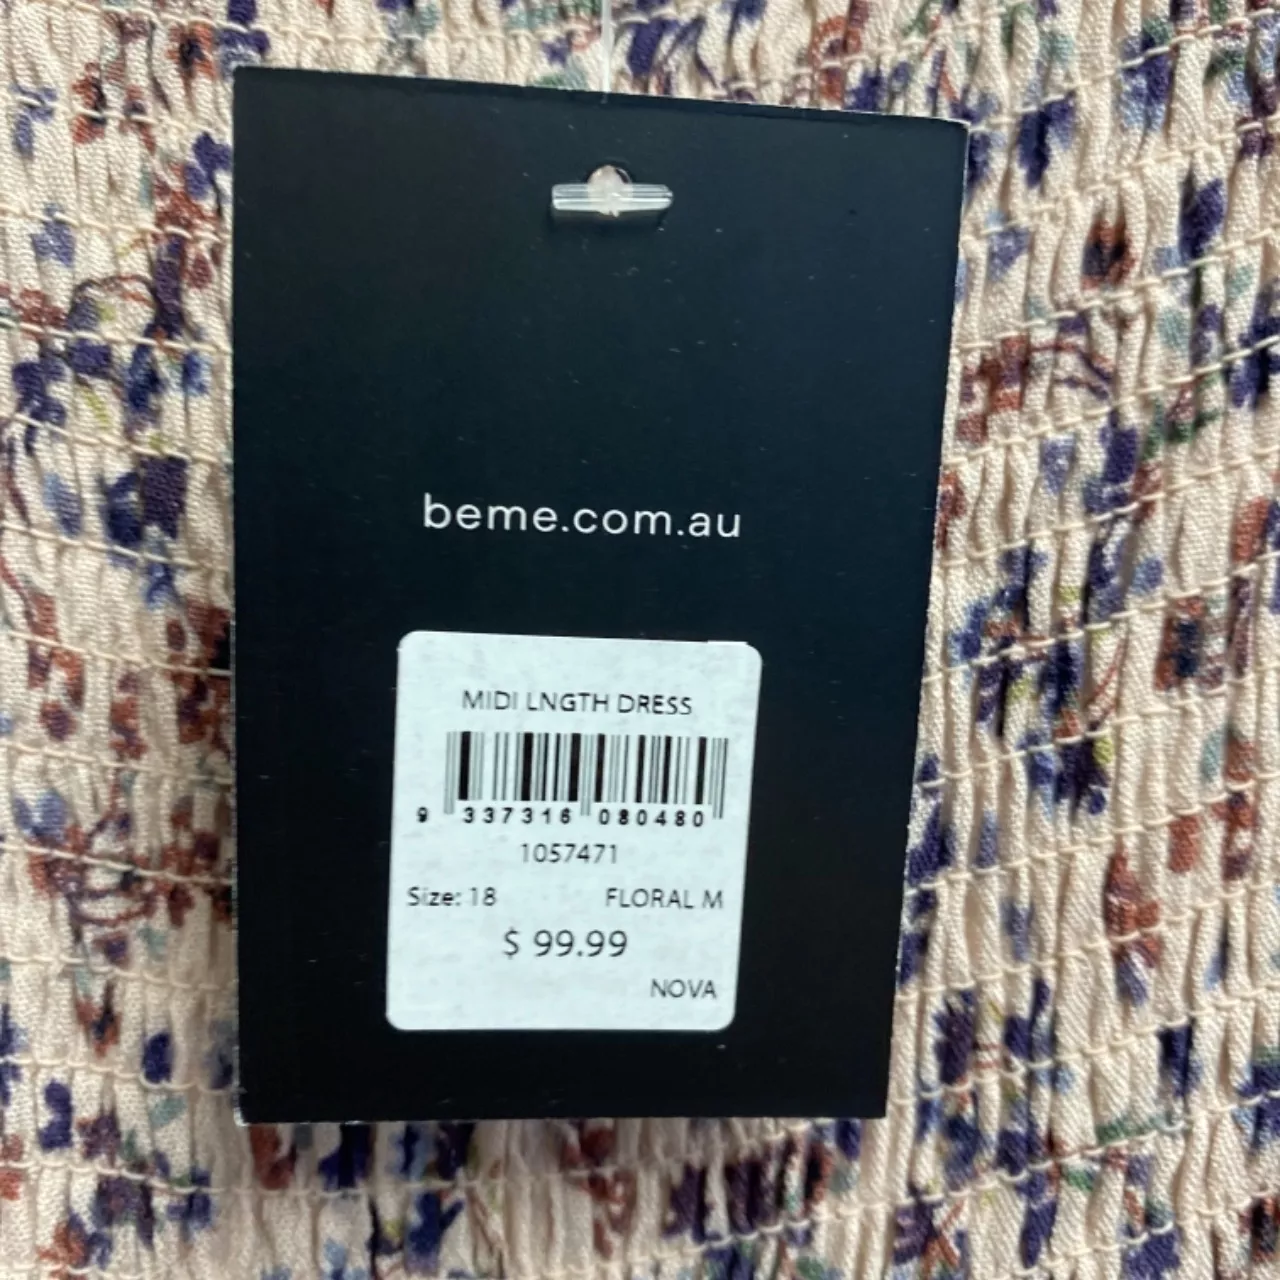 beme.com.au
MIDI LNGTH DRESS
9 337316 080480
1057471
Size: 18 FLORAL M
$ 99.99
NOVA